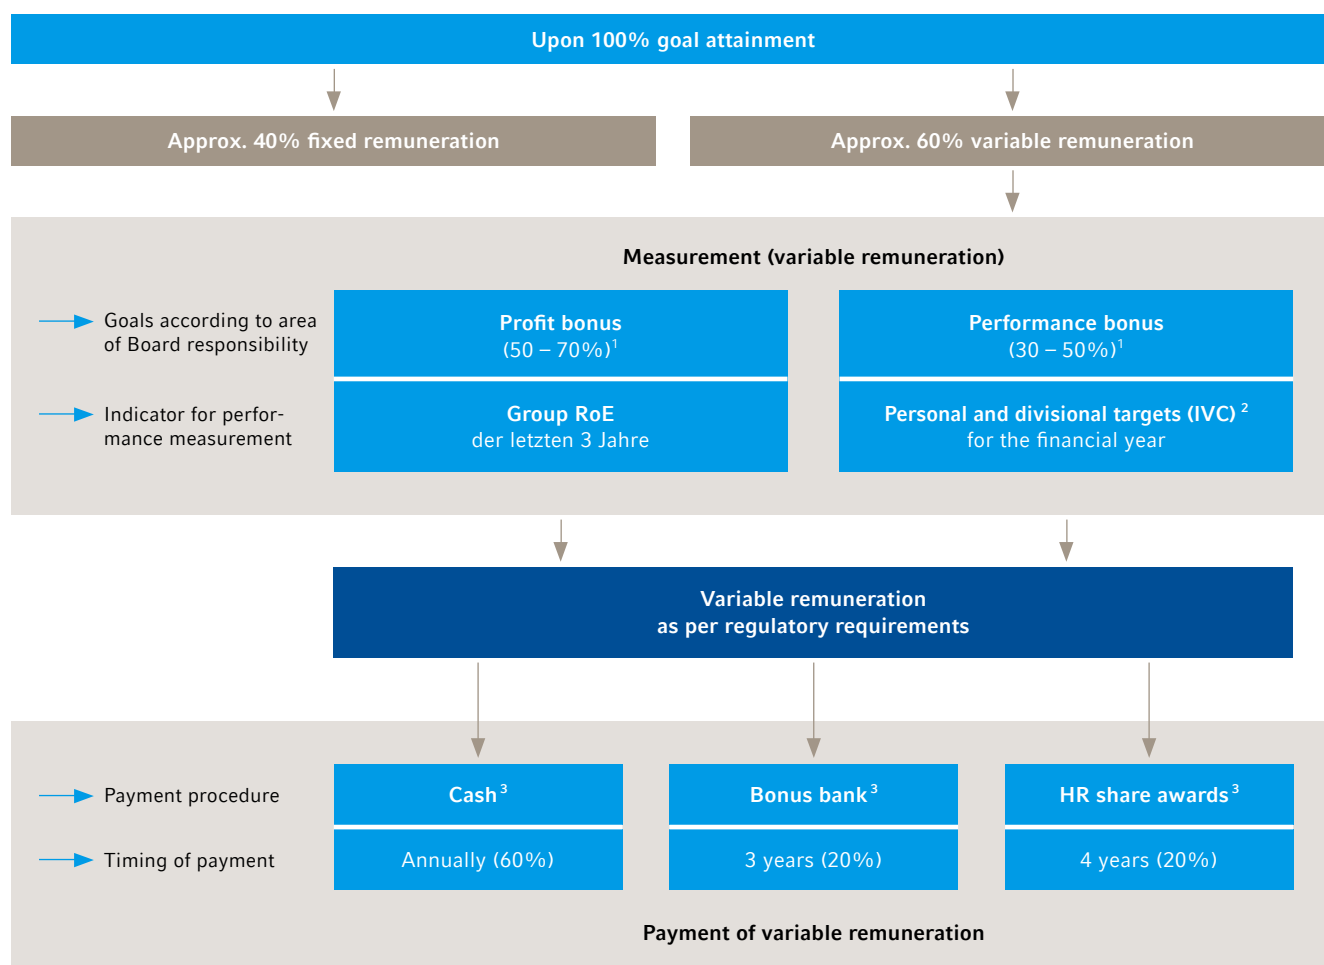 Upon 100% goal attainment
Approx. 40% fixed remuneration
Approx. 60% variable remuneration
Measurement (variable remuneration)
Goals according to area
of Board responsibility
Profit bonus
(50 – 70%)¹
Performance bonus
(30 – 50%)¹
Indicator for perfor-
mance measurement
Group RoE
der letzten 3 Jahre
Personal and divisional targets (IVC) ²
for the financial year
Variable remuneration
as per regulatory requirements
Payment procedure
Cash ³
Bonus bank ³
HR share awards ³
Timing of payment
Annually (60%)
3 years (20%)
4 years (20%)
Payment of variable remuneration